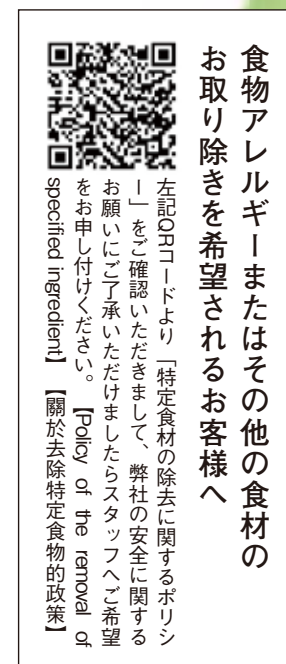 食物アレルギーまたはその他の食材の
お取り除きを希望されるお客様へ
左記QRコードより「特定食材の除去に関するポリシ
ー」をご確認いただきまして、弊社の安全に関する
お願いにご了承いただけましたらスタッフへご希望
をお申し付けください。【Policy of the removal of
specified ingredient】【關於去除特定食物的政策】